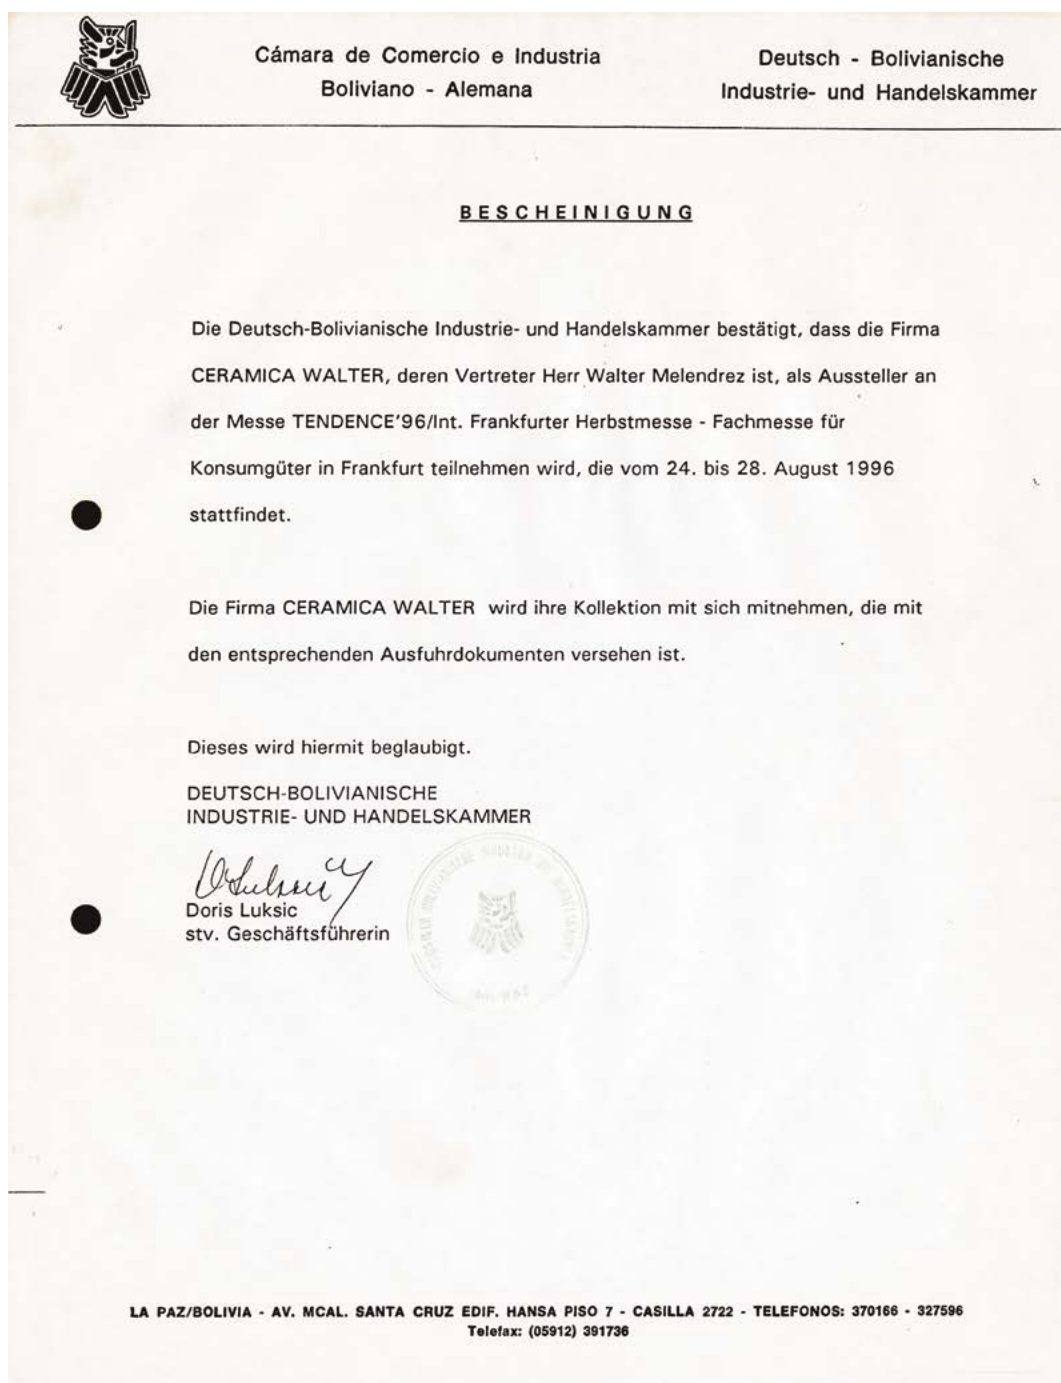 Cámara de Comercio e Industria
Boliviano - Alemana
Deutsch - Bolivianische
Industrie- und Handelskammer
BESCHEINIGUNG
Die Deutsch-Bolivianische Industrie- und Handelskammer bestätigt, dass die Firma
CERAMICA WALTER, deren Vertreter Herr Walter Melendrez ist, als Aussteller an
der Messe TENDENCE'96/Int. Frankfurter Herbstmesse - Fachmesse für
Konsumgüter in Frankfurt teilnehmen wird, die vom 24. bis 28. August 1996
stattfindet.
Die Firma CERAMICA WALTER wird ihre Kollektion mit sich mitnehmen, die mit
den entsprechenden Ausfuhrdokumenten versehen ist.
Dieses wird hiermit beglaubigt.
DEUTSCH-BOLIVIANISCHE
INDUSTRIE- UND HANDELSKAMMER
Doris Luksic
stv. Geschäftsführerin
LA PAZ/BOLIVIA - AV. MCAL. SANTA CRUZ EDIF. HANSA PISO 7 - CASILLA 2722 - TELEFONOS: 370166 - 327596
Telefax: (05912) 391736